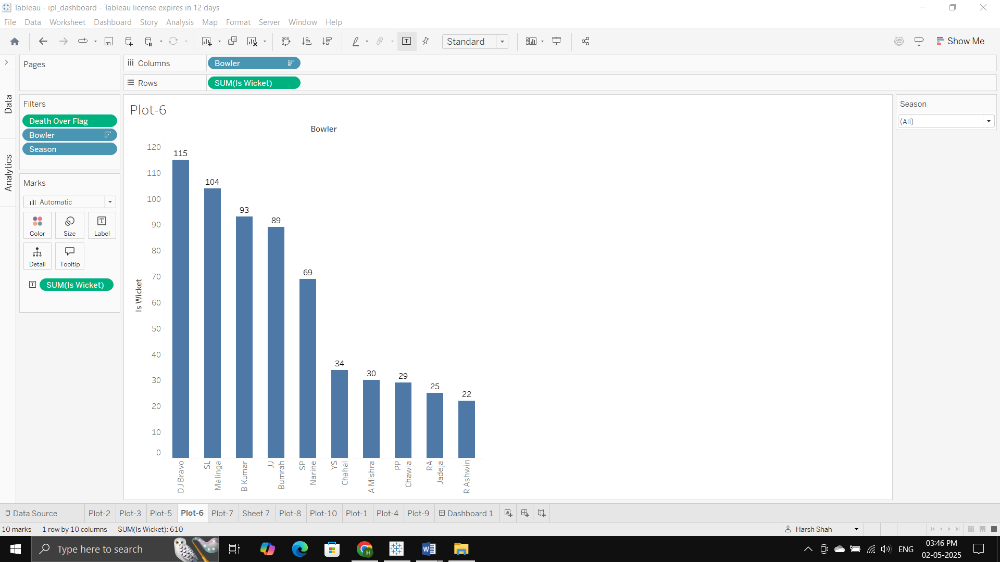 Tableau - ipl_dashboard - Tableau license expires in 12 days
File Data Worksheet Dashboard Story Analysis Map Format Server Window Help
Standard
Show Me
Pages
Columns
Bowler
Rows
SUM(Is Wicket)
Data
Analytics
Filters
Death Over Flag
Bowler
Season
Marks
Automatic
Color
Size
Label
Detail
Tooltip
SUM(Is Wicket)
Plot-6
Bowler
Is Wicket
120
110
100
90
80
70
60
50
40
30
20
10
0
115
104
93
89
69
34
30
29
25
22
DJ Bravo
SL
Malinga
B Kumar
JJ
Bumrah
SP
Narine
YS
Chahal
A Mishra
PP
Chawla
RA
Jadeja
R Ashwin
Season
(All)
Data Source Plot-2 Plot-3 Plot-5 Plot-6 Plot-7 Sheet 7 Plot-8 Plot-10 Plot-1 Plot-4 Plot-9 Dashboard 1
10 marks 1 row by 10 columns SUM(Is Wicket): 610
Harsh Shah
Type here to search
H
ENG
03:46 PM
02-05-2025